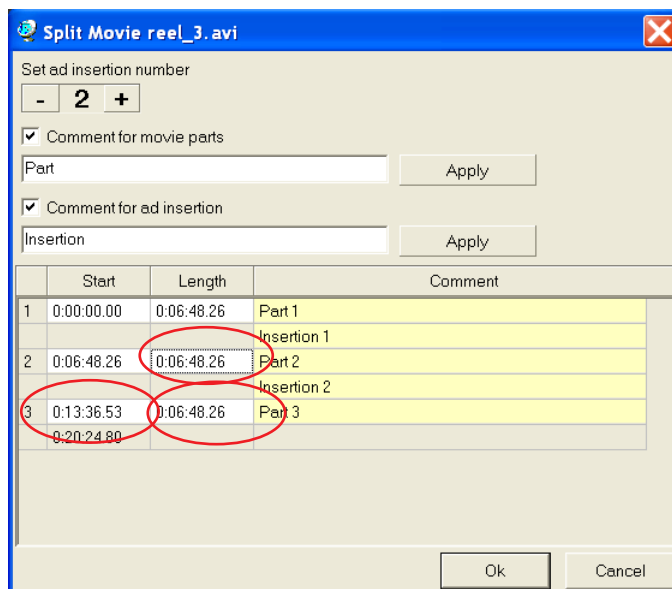 Split Movie reel_3.avi
Set ad insertion number
- 2 +
Comment for movie parts
Part Apply
Comment for ad insertion
Insertion Apply
Start Length Comment
1 0:00:00.00 0:06:48.26 Part 1
Insertion 1
2 0:06:48.26 0:06:48.26 Part 2
Insertion 2
3 0:13:36.53 0:06:48.26 Part 3
0:20:24.80
Ok Cancel